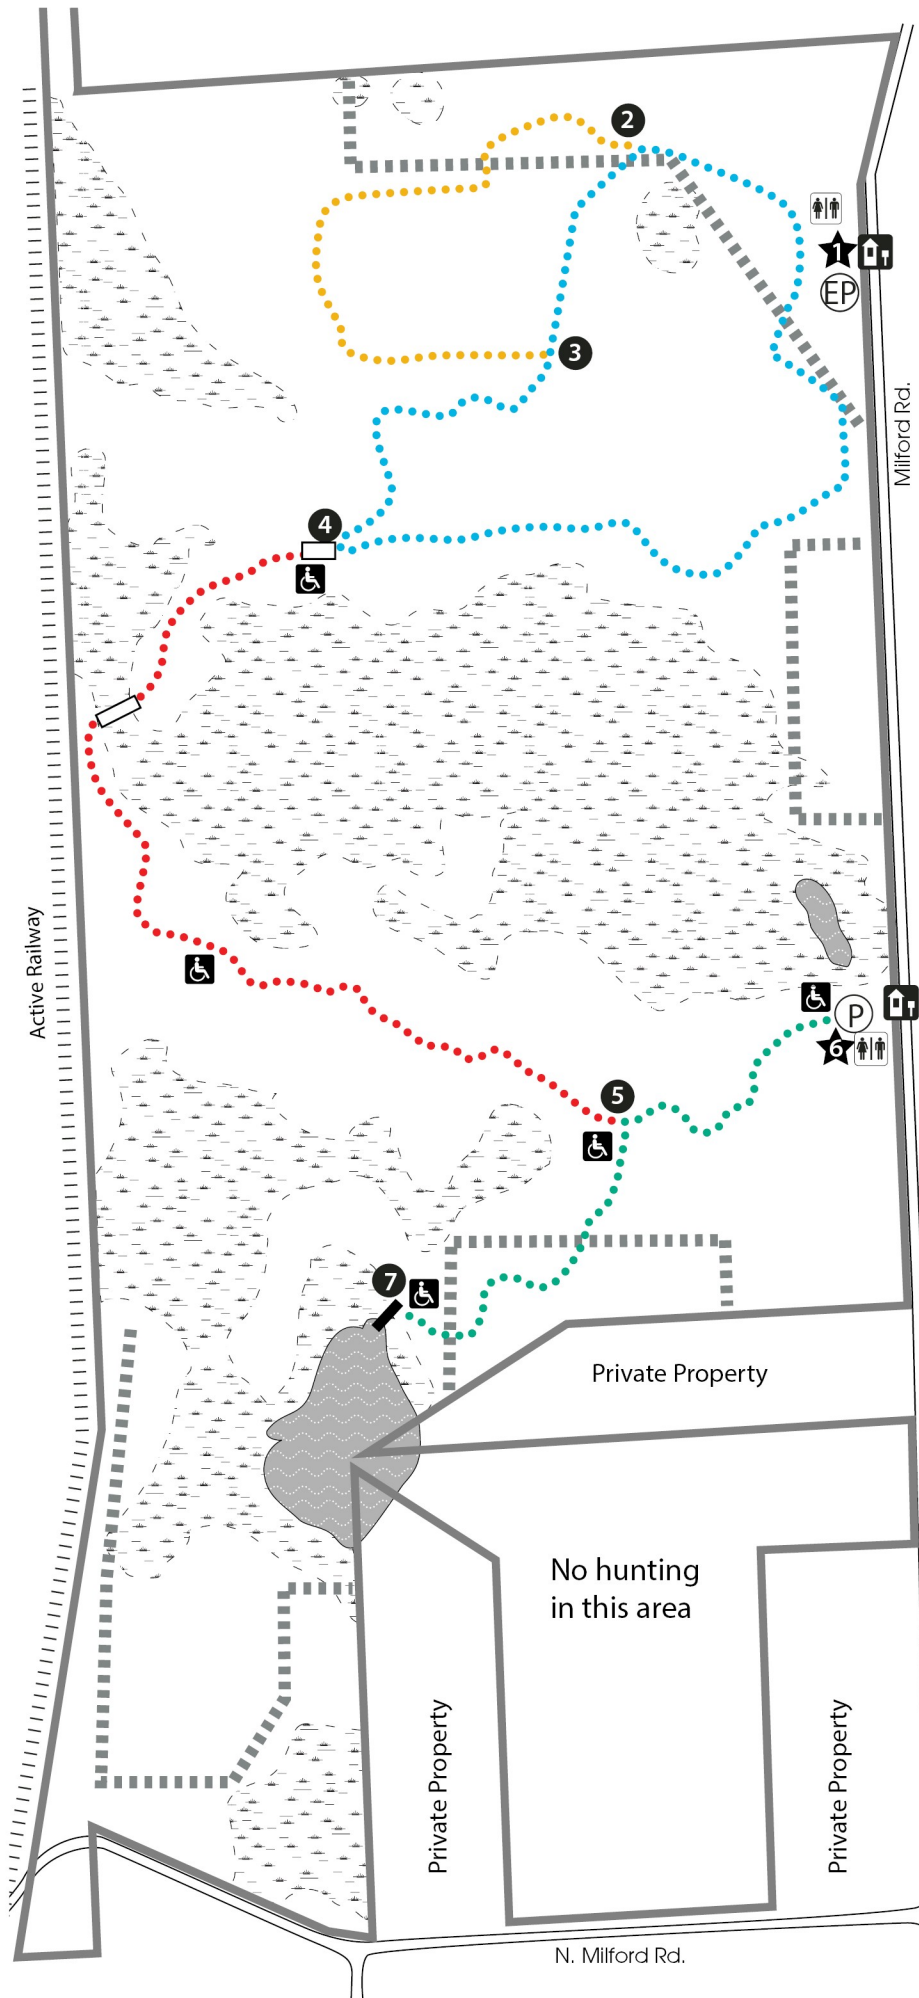 2
1
EP
3
Milford Rd.
4
Active Railway
P
6
5
7
Private Property
No hunting
in this area
Private Property
Private Property
N. Milford Rd.